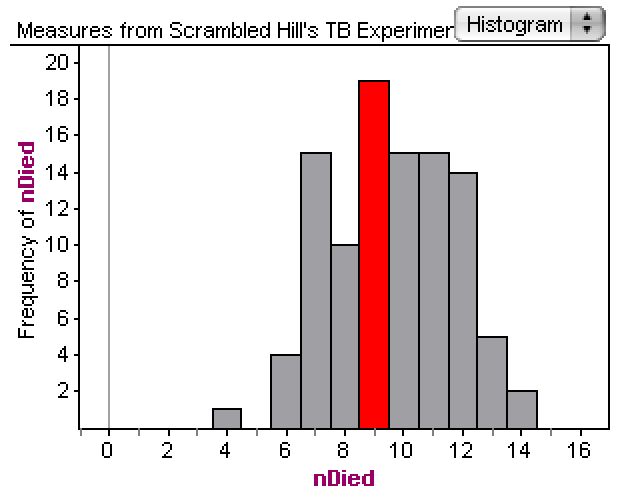 Measures from Scrambled Hill's TB Experimen
Histogram
Frequency of nDied
20
18
16
14
12
10
8
6
4
2
0 2 4 6 8 10 12 14 16
nDied